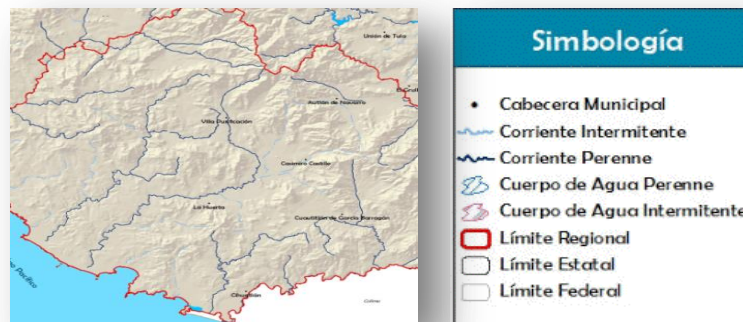 Unión de Tula
Autlán de Navarro
Villa Purificación
Casimiro Castillo
La Huerta
Cuautitlán de García Barragán
Cihuatlán
Simbología
Cabecera Municipal
Corriente Intermitente
Corriente Perenne
Cuerpo de Agua Perenne
Cuerpo de Agua Intermitente
Límite Regional
Límite Estatal
Límite Federal